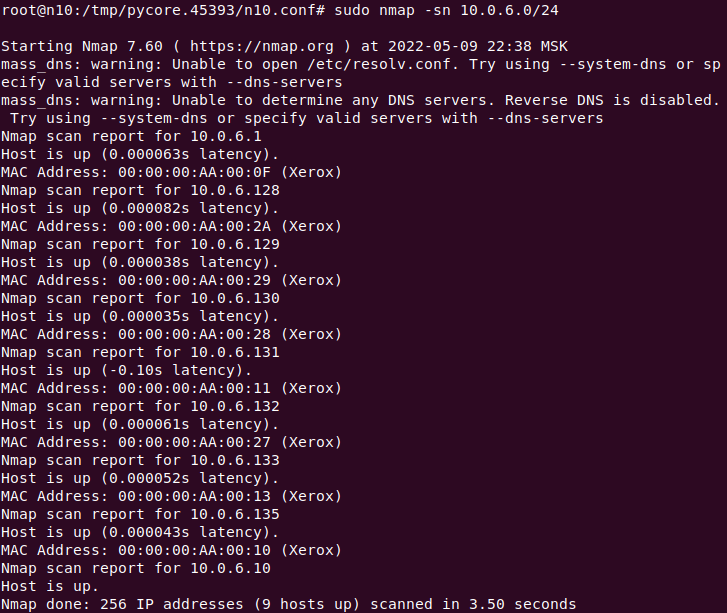 root@n10:/tmp/pycore.45393/n10.conf# sudo nmap -sn 10.0.6.0/24
Starting Nmap 7.60 ( https://nmap.org ) at 2022-05-09 22:38 MSK
mass_dns: warning: Unable to open /etc/resolv.conf. Try using --system-dns or sp
ecify valid servers with --dns-servers
mass_dns: warning: Unable to determine any DNS servers. Reverse DNS is disabled.
 Try using --system-dns or specify valid servers with --dns-servers
Nmap scan report for 10.0.6.1
Host is up (0.000063s latency).
MAC Address: 00:00:00:AA:00:0F (Xerox)
Nmap scan report for 10.0.6.128
Host is up (0.000082s latency).
MAC Address: 00:00:00:AA:00:2A (Xerox)
Nmap scan report for 10.0.6.129
Host is up (0.000038s latency).
MAC Address: 00:00:00:AA:00:29 (Xerox)
Nmap scan report for 10.0.6.130
Host is up (0.000035s latency).
MAC Address: 00:00:00:AA:00:28 (Xerox)
Nmap scan report for 10.0.6.131
Host is up (-0.10s latency).
MAC Address: 00:00:00:AA:00:11 (Xerox)
Nmap scan report for 10.0.6.132
Host is up (0.000061s latency).
MAC Address: 00:00:00:AA:00:27 (Xerox)
Nmap scan report for 10.0.6.133
Host is up (0.000052s latency).
MAC Address: 00:00:00:AA:00:13 (Xerox)
Nmap scan report for 10.0.6.135
Host is up (0.000043s latency).
MAC Address: 00:00:00:AA:00:10 (Xerox)
Nmap scan report for 10.0.6.10
Host is up.
Nmap done: 256 IP addresses (9 hosts up) scanned in 3.50 seconds